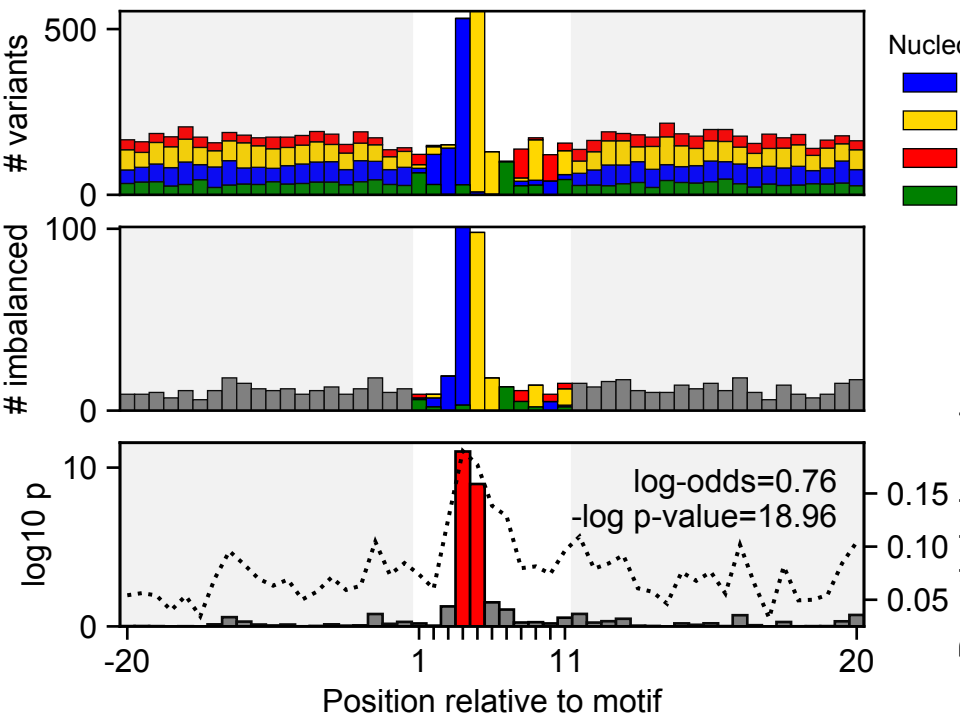 # variants
500
0
Nucleo
# imbalanced
100
0
log10 p
10
0
log-odds=0.76
-log p-value=18.96
0.15
0.10
0.05
-20
1
11
20
Position relative to motif